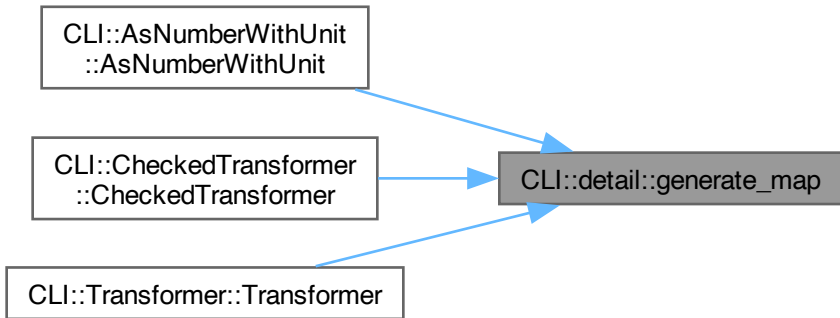 CLI::AsNumberWithUnit
::AsNumberWithUnit
CLI::CheckedTransformer
::CheckedTransformer
CLI::detail::generate_map
CLI::Transformer::Transformer